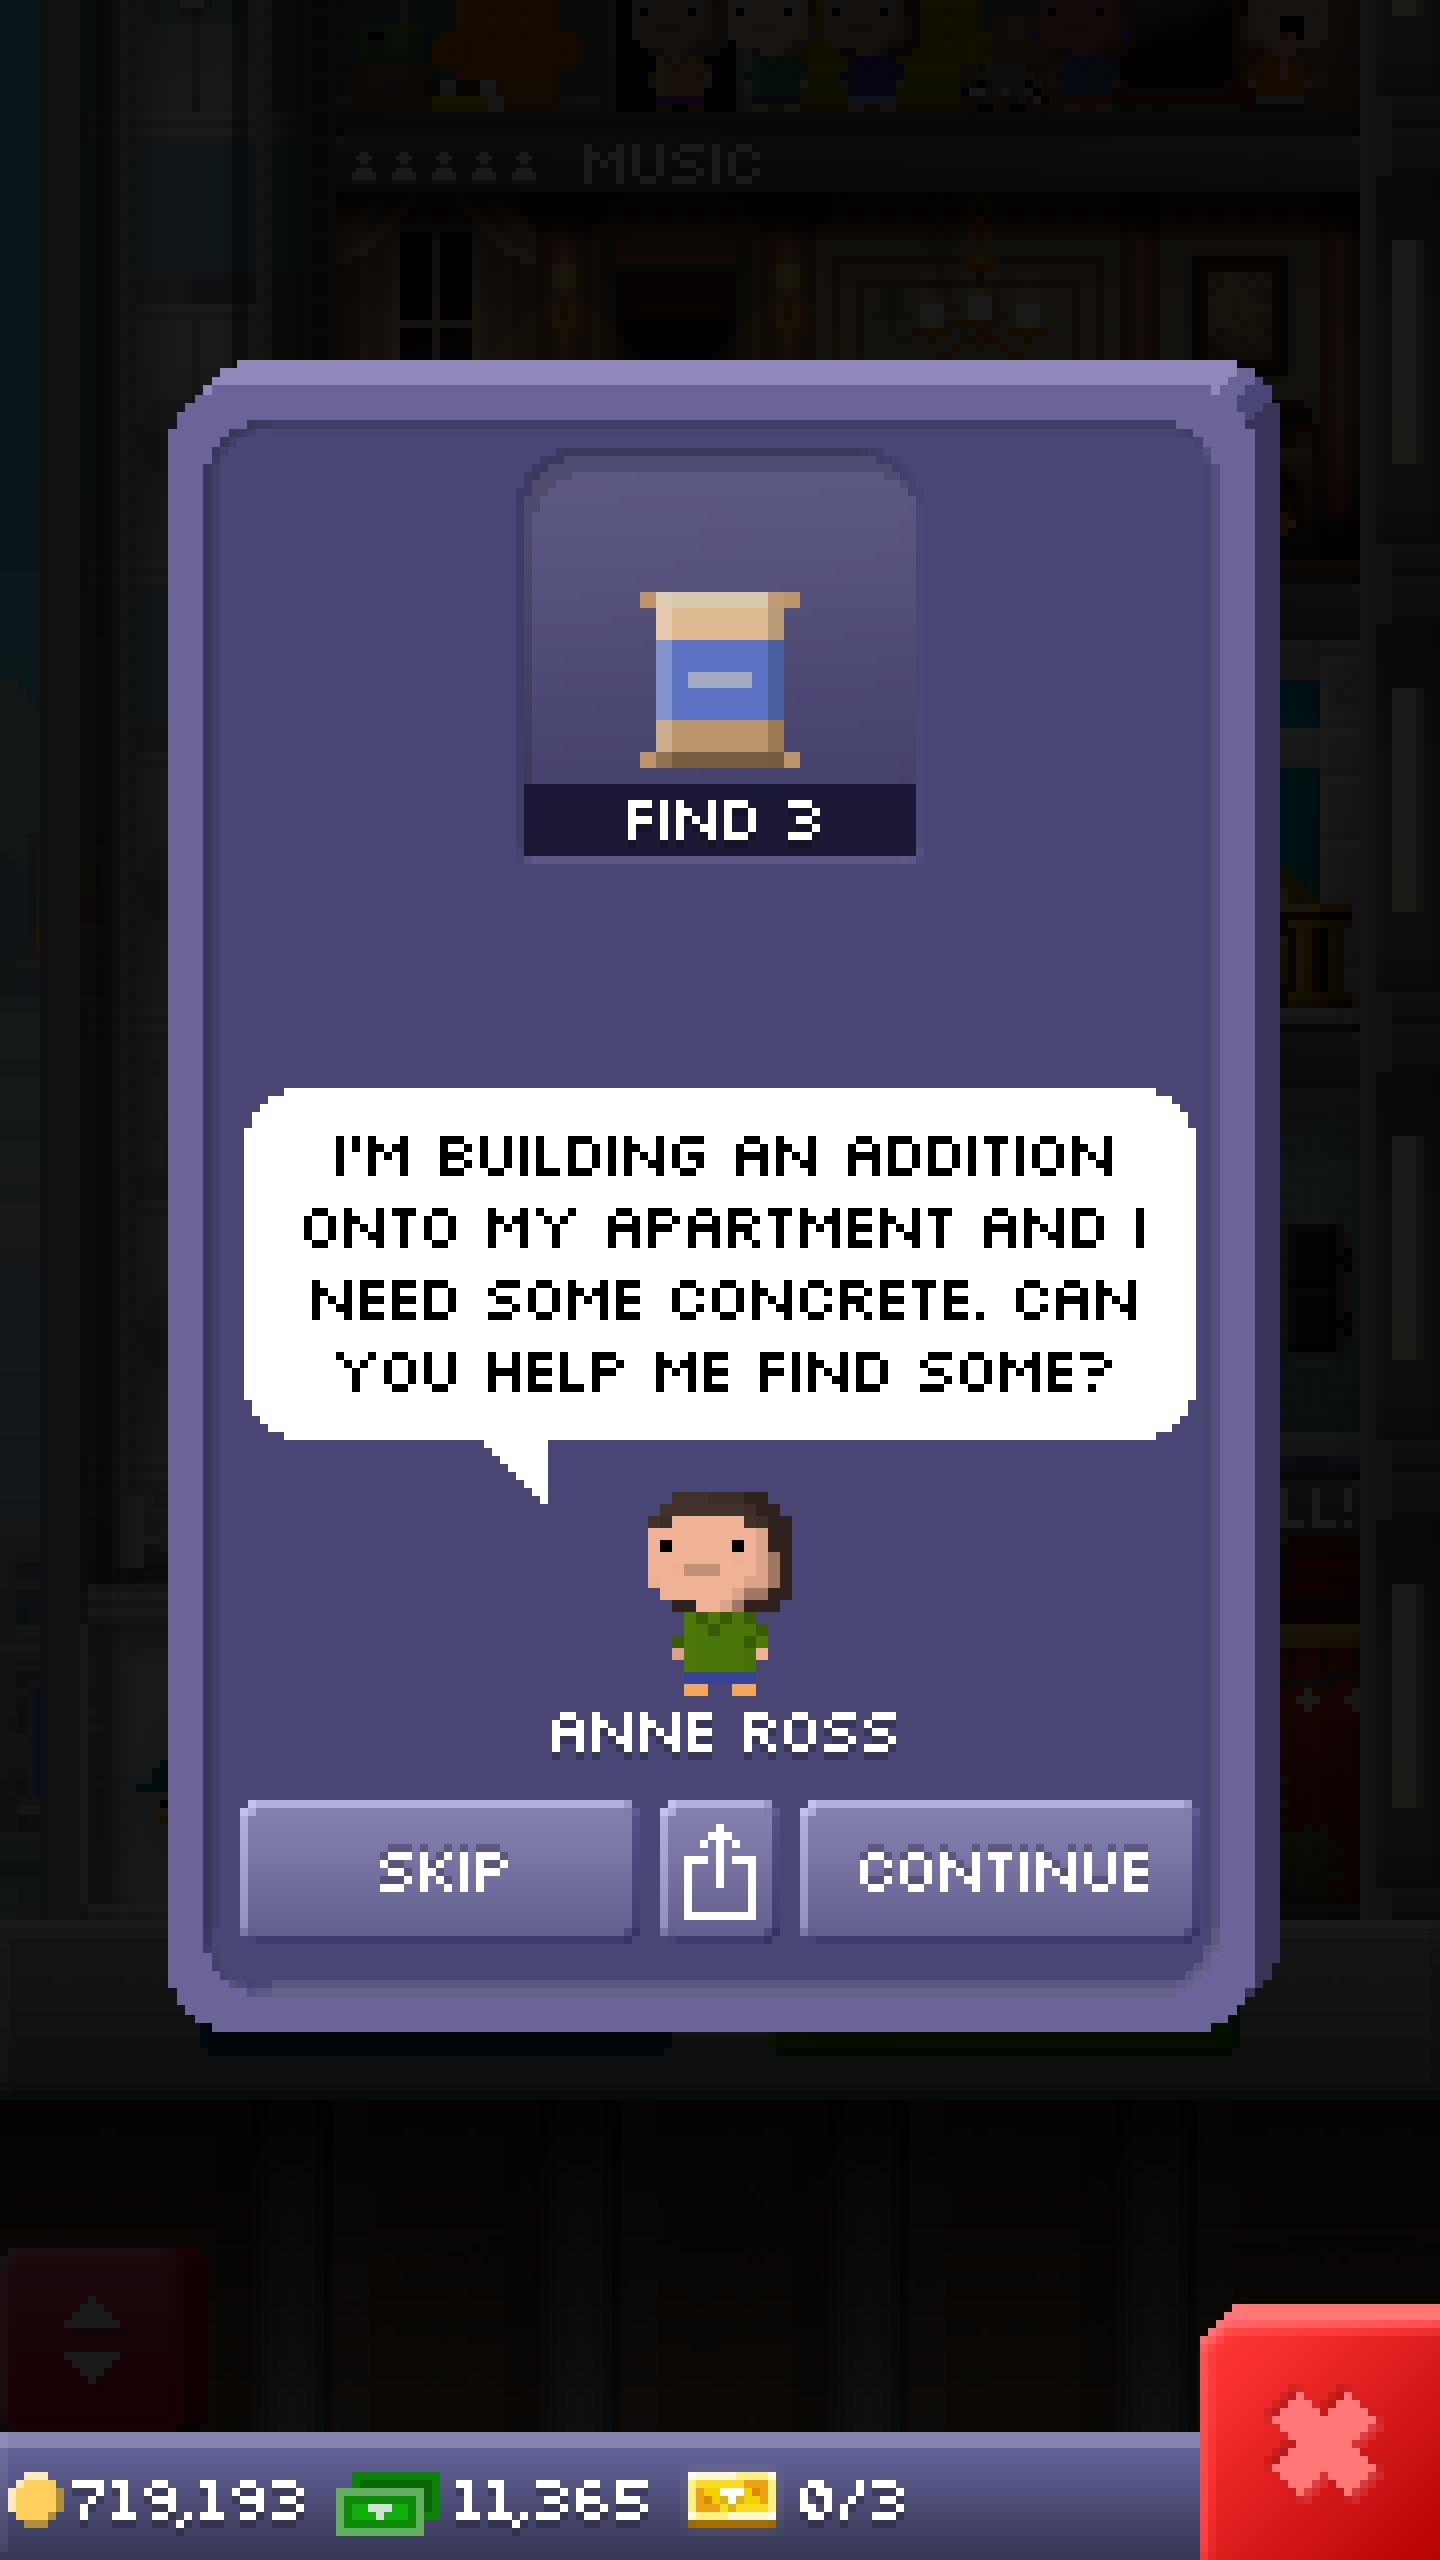 MUSIC
FIND 3
I'M BUILDING AN ADDITION
ONTO MY APARTMENT AND I
NEED SOME CONCRETE. CAN
YOU HELP ME FIND SOME?
LL!
ANNE ROSS
SKIP
CONTINUE
719,193
11,365
0/3